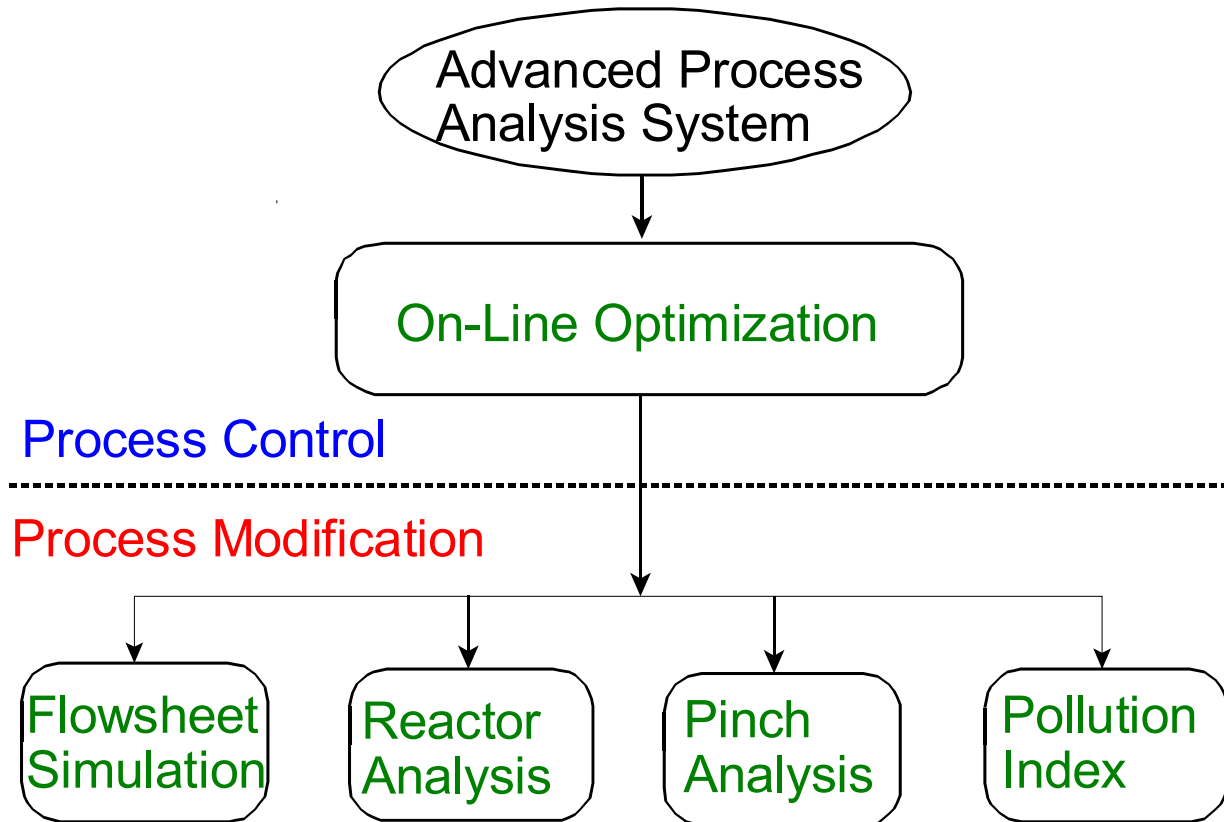 Advanced Process
Analysis System
On-Line Optimization
Process Control
Process Modification
Flowsheet
Simulation
Reactor
Analysis
Pinch
Analysis
Pollution
Index